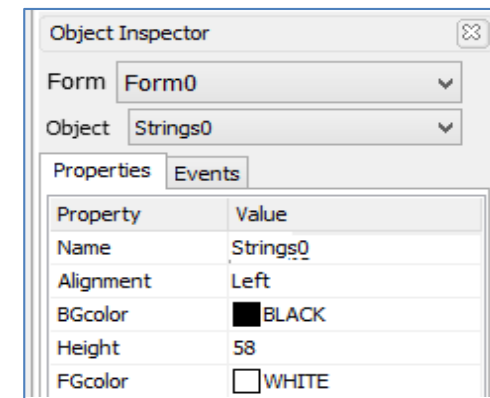 Object Inspector
Form Form0
Object Strings0
Properties Events
Property Value
Name Strings0
Alignment Left
BGcolor BLACK
Height 58
FGcolor WHITE